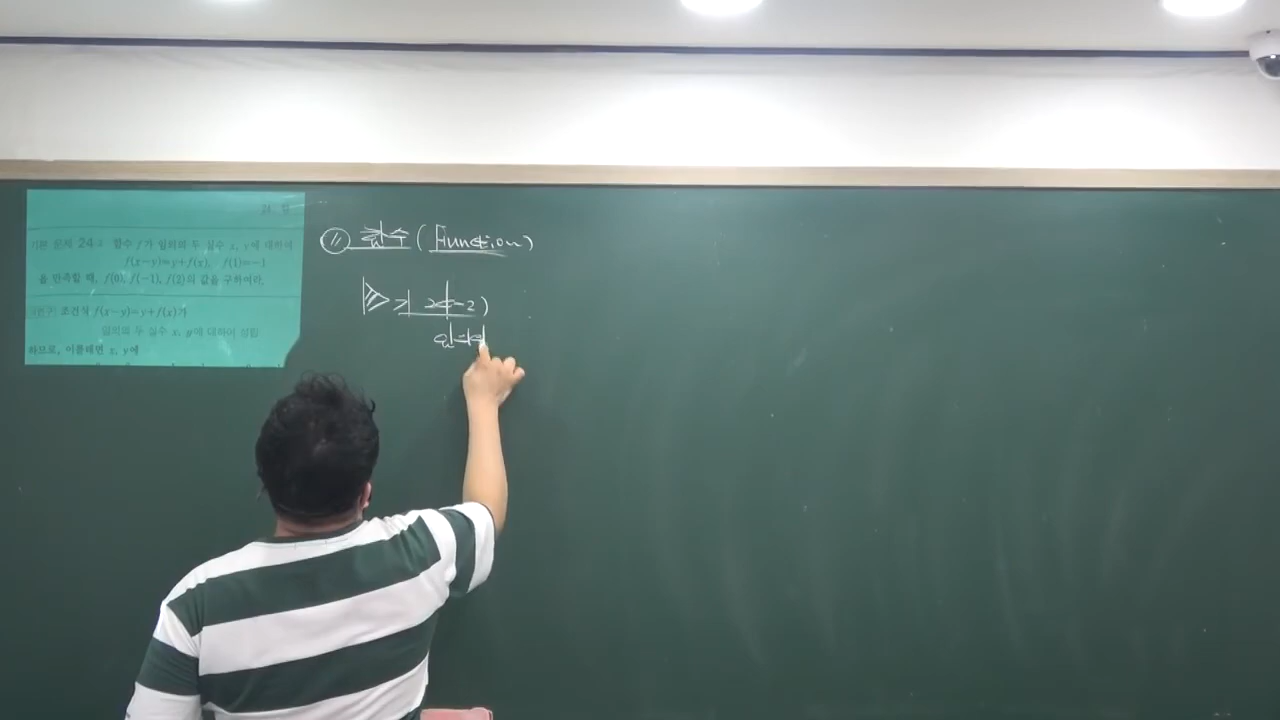 기본 문제 24-2 함수 f가 임의의 두 실수 x, y에 대하여
f(x-y)=y+f(x), f(1)=-1
을 만족할 때, f(0), f(-1), f(2)의 값을 구하여라.
조건식 f(x-y)=y+f(x)가
임의의 두 실수 x, y에 대하여 성립
하므로, 이를테면 x, y에
⑪ 함수 (Function)
24-2)